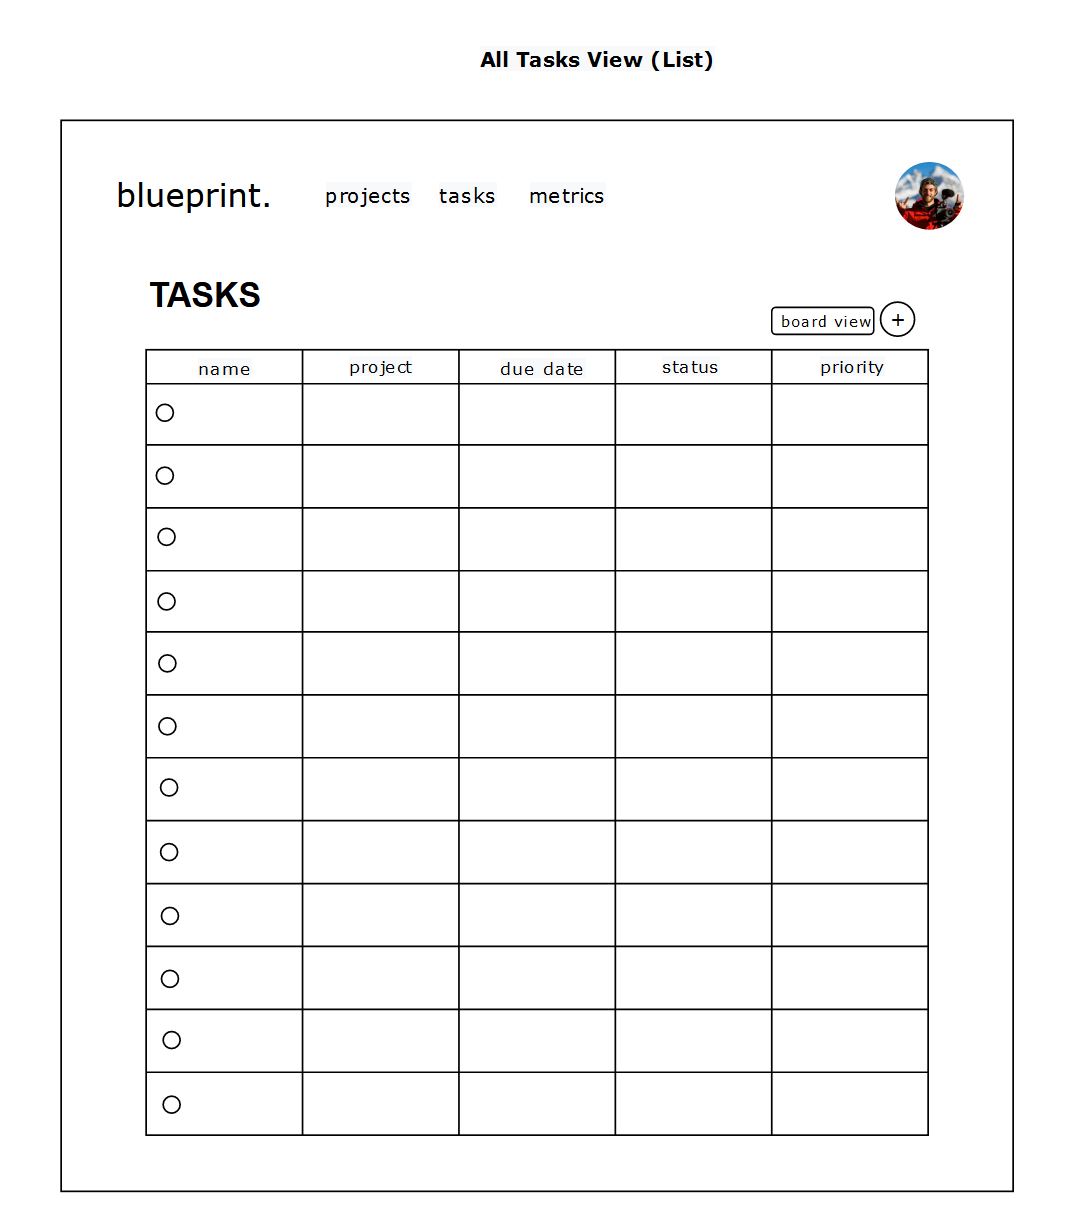 All Tasks View (List)
blueprint. projects tasks metrics
TASKS
board view +
name project due date status priority